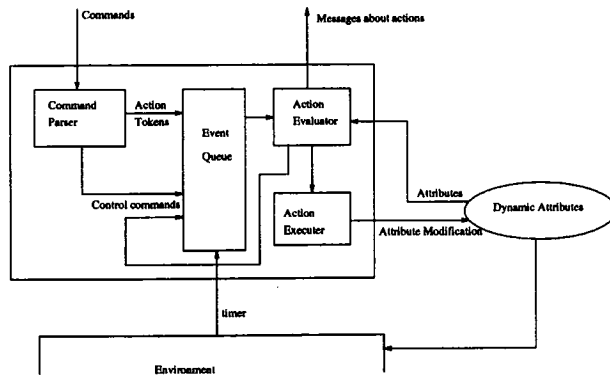 Commands
Messages about actions
Command
Parser
Action
Tokens
Event
Queue
Action
Evaluator
Control commands
Action
Executer
Attributes
Dynamic Attributes
Attribute Modification
timer
Environment